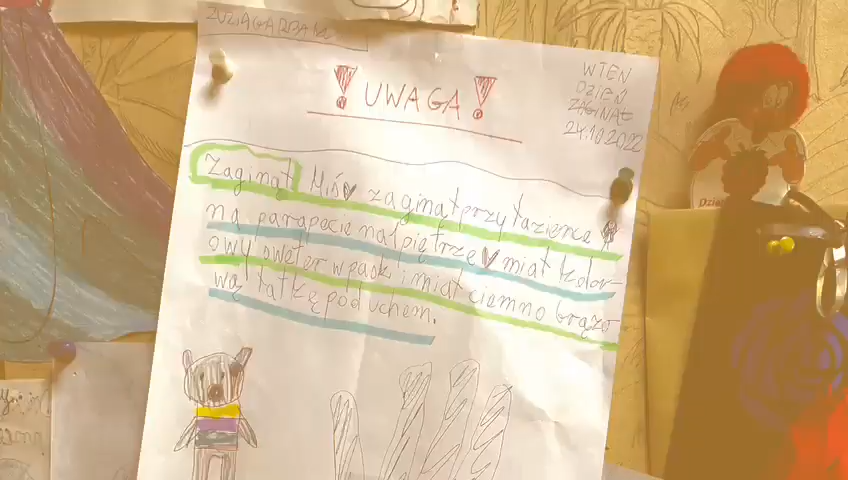 UWAGA
W TEN
DZIEŃ
ZAGINĄŁ
24.10.2022
Zaginął Miś zaginął przy łazience
na parapecie na 1 piętrze miał kolor-
owy sweter w paski i miał ciemno brązo
wą łatkę pod uchem.